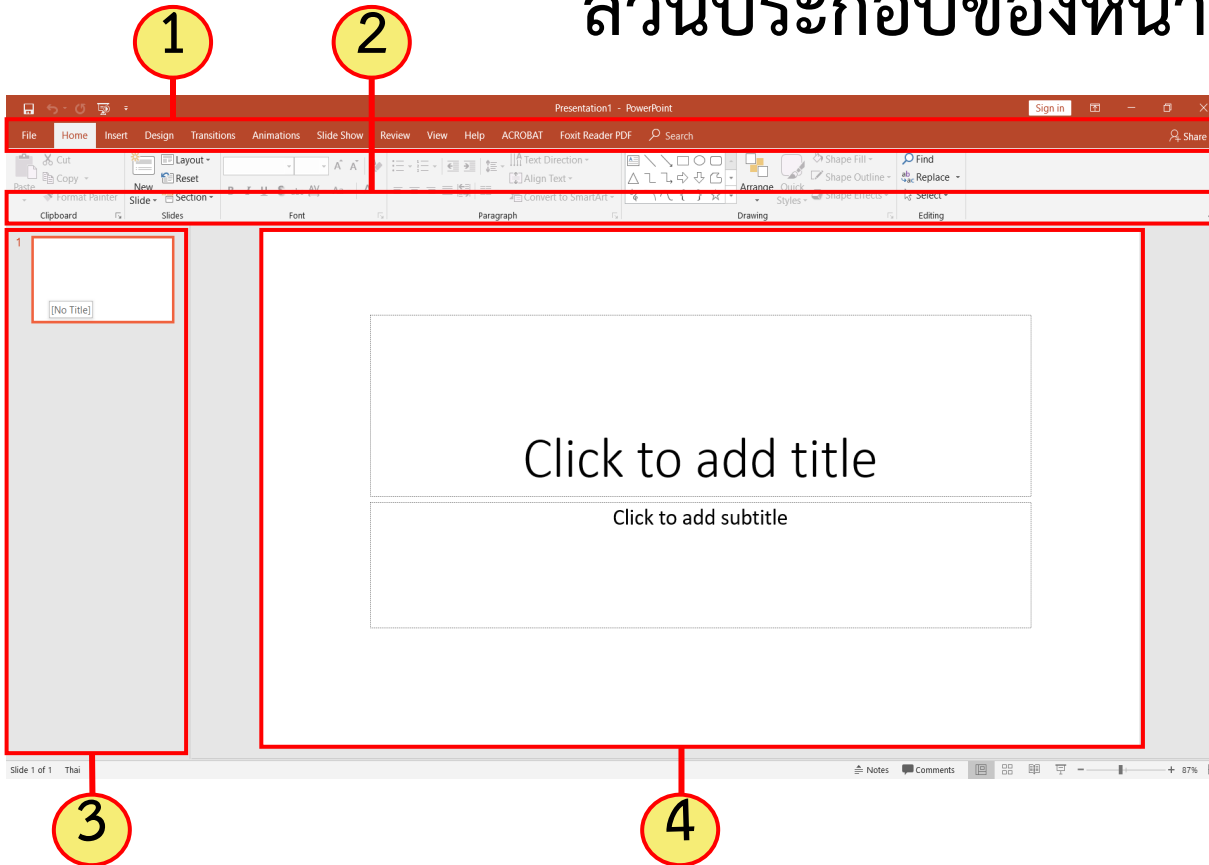 ส่วนประกอบของหน้า
1
2
Presentation1 - PowerPoint
Sign in
File Home Insert Design Transitions Animations Slide Show Review View Help ACROBAT Foxit Reader PDF Search Share
Cut
Copy
Format Painter
Paste
New
Slide
Layout
Reset
Section
Text Direction
Align Text
Convert to SmartArt
Arrange
Quick
Styles
Shape Fill
Shape Outline
Shape Effects
Find
Replace
Select
Clipboard Slides Font Paragraph Drawing Editing
1
[No Title]
Click to add title
Click to add subtitle
Slide 1 of 1 Thai Notes Comments 87%
3
4